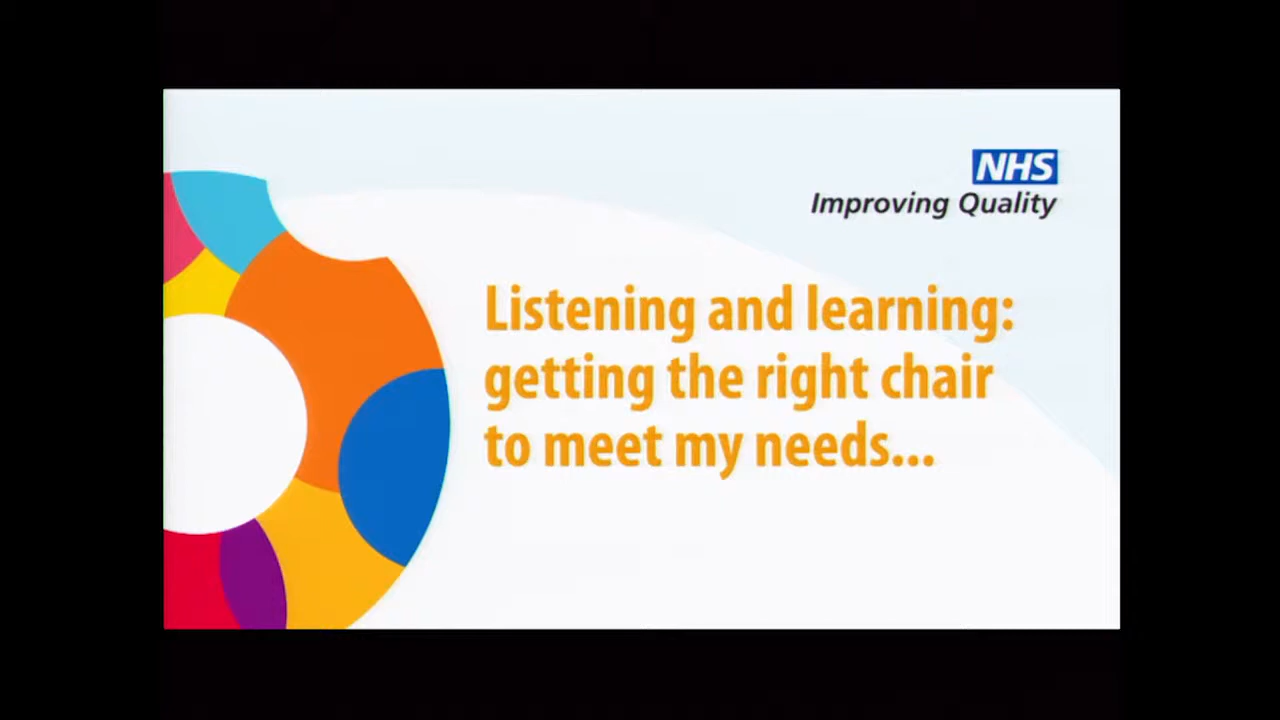 NHS
Improving Quality
Listening and learning:
getting the right chair
to meet my needs...